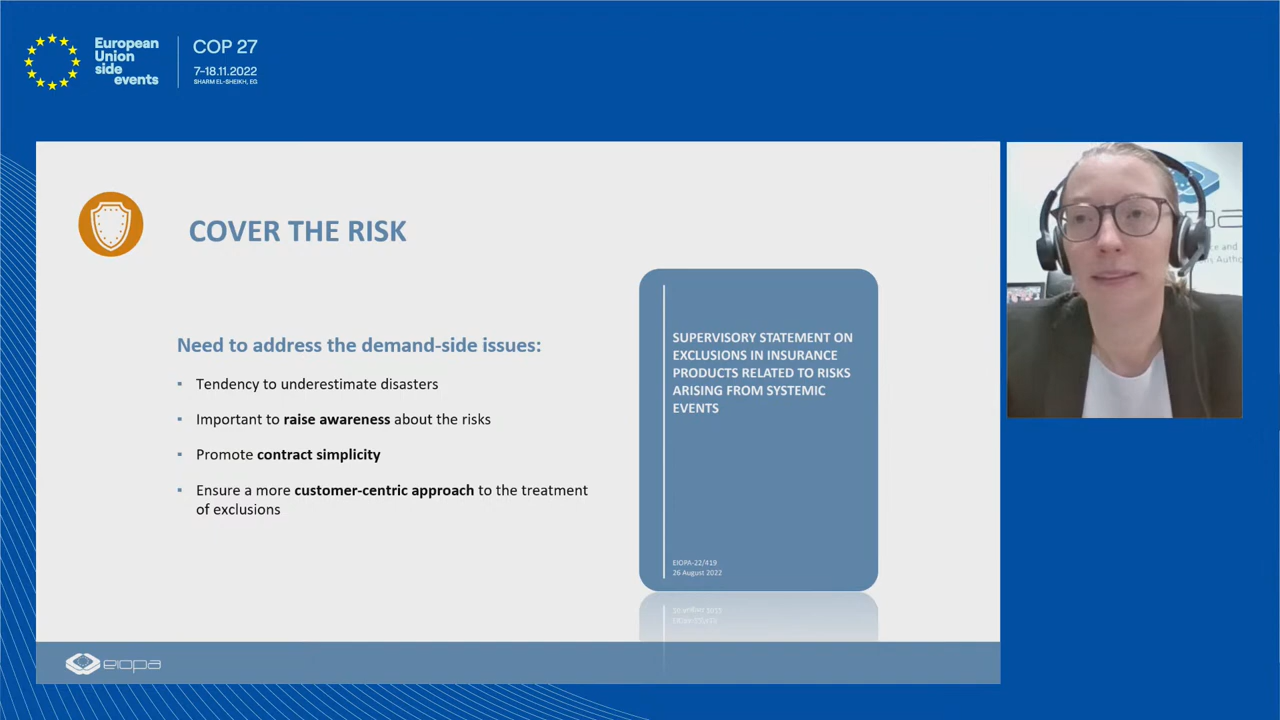 European
Union
side
events
COP 27
7-18.11.2022
SHARM EL-SHEIKH, EG
COVER THE RISK
Need to address the demand-side issues:
▪ Tendency to underestimate disasters
▪ Important to raise awareness about the risks
▪ Promote contract simplicity
▪ Ensure a more customer-centric approach to the treatment
of exclusions
SUPERVISORY STATEMENT ON
EXCLUSIONS IN INSURANCE
PRODUCTS RELATED TO RISKS
ARISING FROM SYSTEMIC
EVENTS
EIOPA-22/419
26 August 2022
eiopa